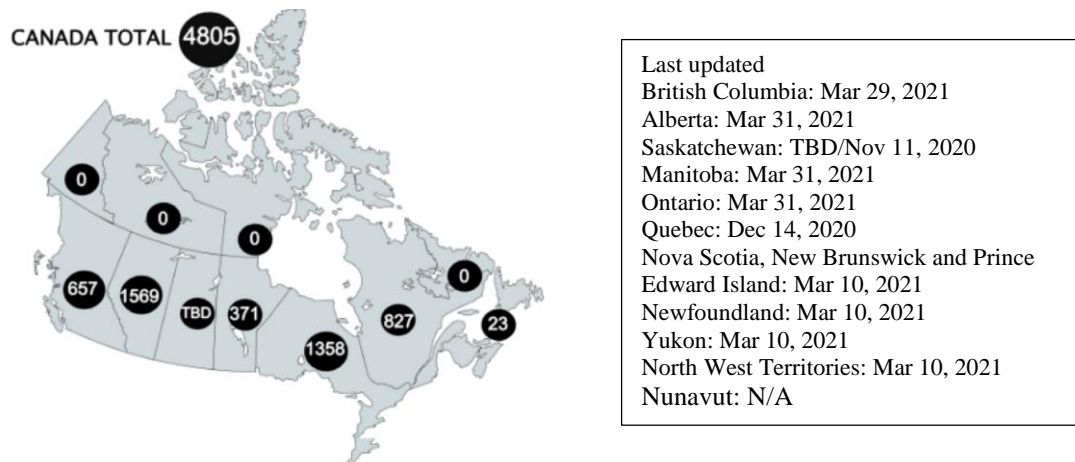 CANADA TOTAL 4805
0
0
0
0
657
1569
TBD
371
827
23
1358
Last updated
British Columbia: Mar 29, 2021
Alberta: Mar 31, 2021
Saskatchewan: TBD/Nov 11, 2020
Manitoba: Mar 31, 2021
Ontario: Mar 31, 2021
Quebec: Dec 14, 2020
Nova Scotia, New Brunswick and Prince
Edward Island: Mar 10, 2021
Newfoundland: Mar 10, 2021
Yukon: Mar 10, 2021
North West Territories: Mar 10, 2021
Nunavut: N/A